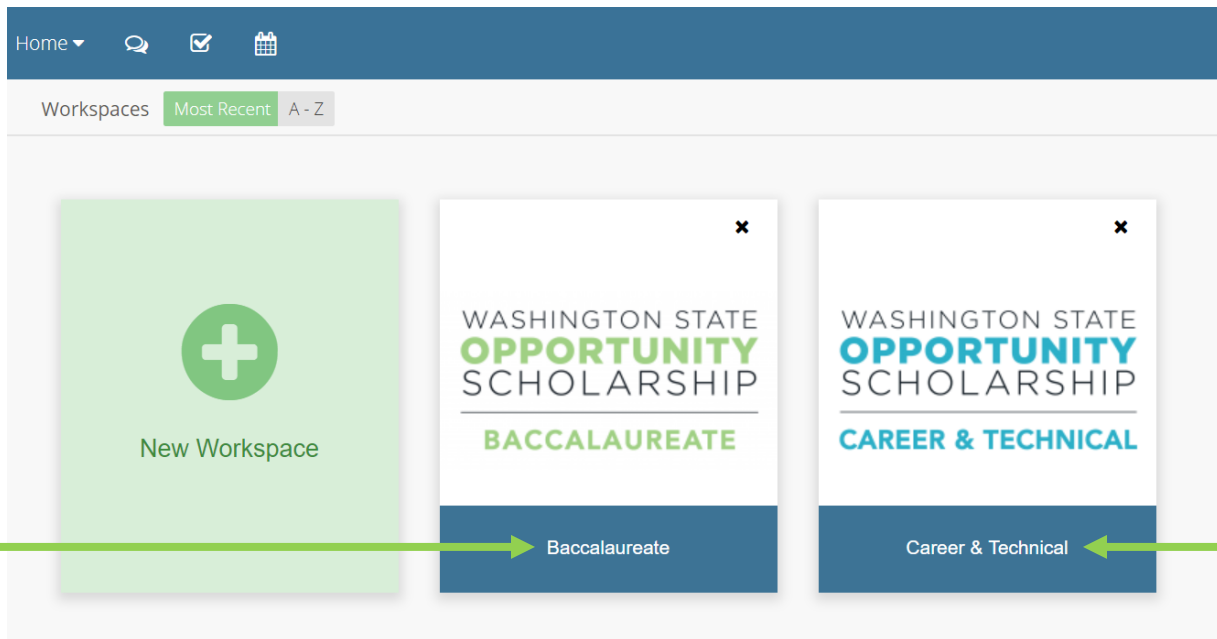 Home
Workspaces Most Recent A - Z
New Workspace
WASHINGTON STATE
OPPORTUNITY
SCHOLARSHIP
BACCALAUREATE
Baccalaureate
WASHINGTON STATE
OPPORTUNITY
SCHOLARSHIP
CAREER & TECHNICAL
Career & Technical